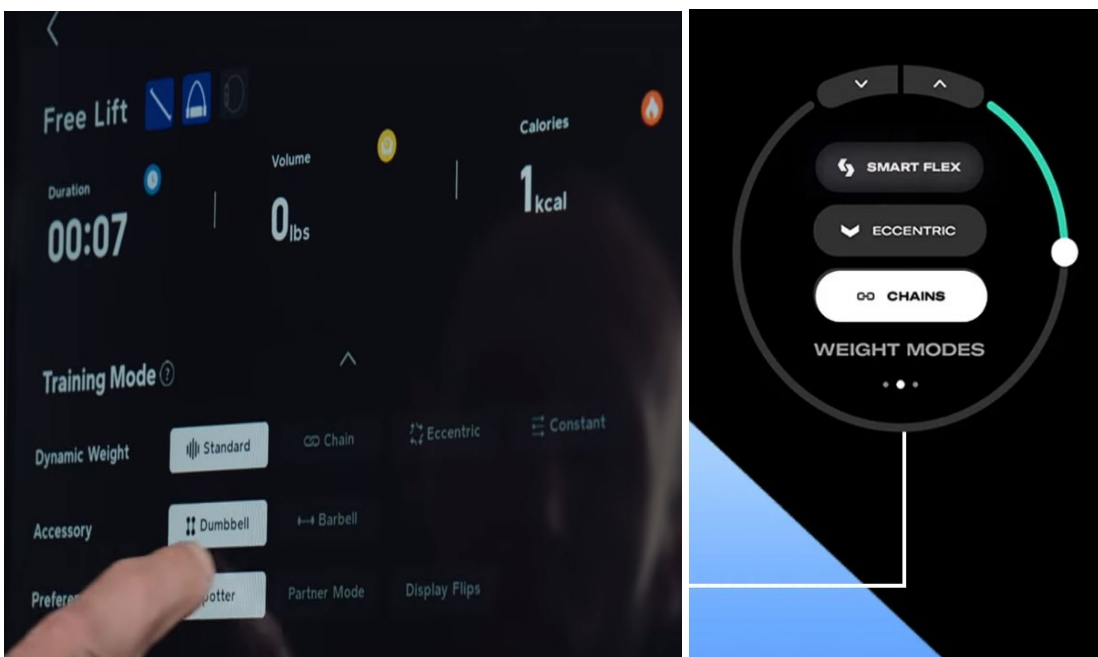 Free Lift
Duration
00:07
Volume
0lbs
Calories
1kcal
Training Mode ?
Dynamic Weight Standard Chain Eccentric Constant
Accessory Dumbbell Barbell
Partner Mode Display Flips
SMART FLEX
ECCENTRIC
CHAINS
WEIGHT MODES